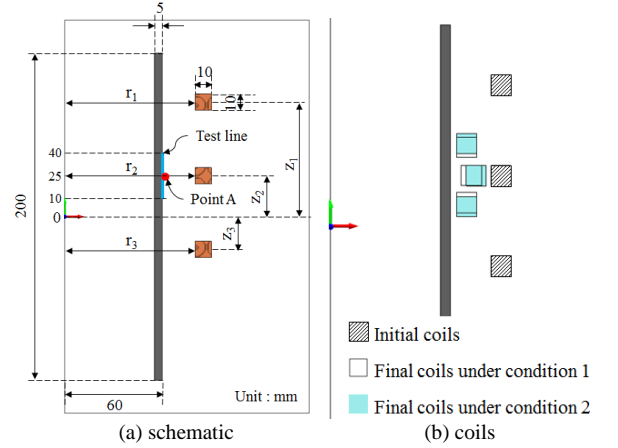 5
10
10
r1
z1
Test line
40
r2
25
z2
10
Point A
0
200
z3
r3
60
Unit : mm
(a) schematic
Initial coils
Final coils under condition 1
Final coils under condition 2
(b) coils